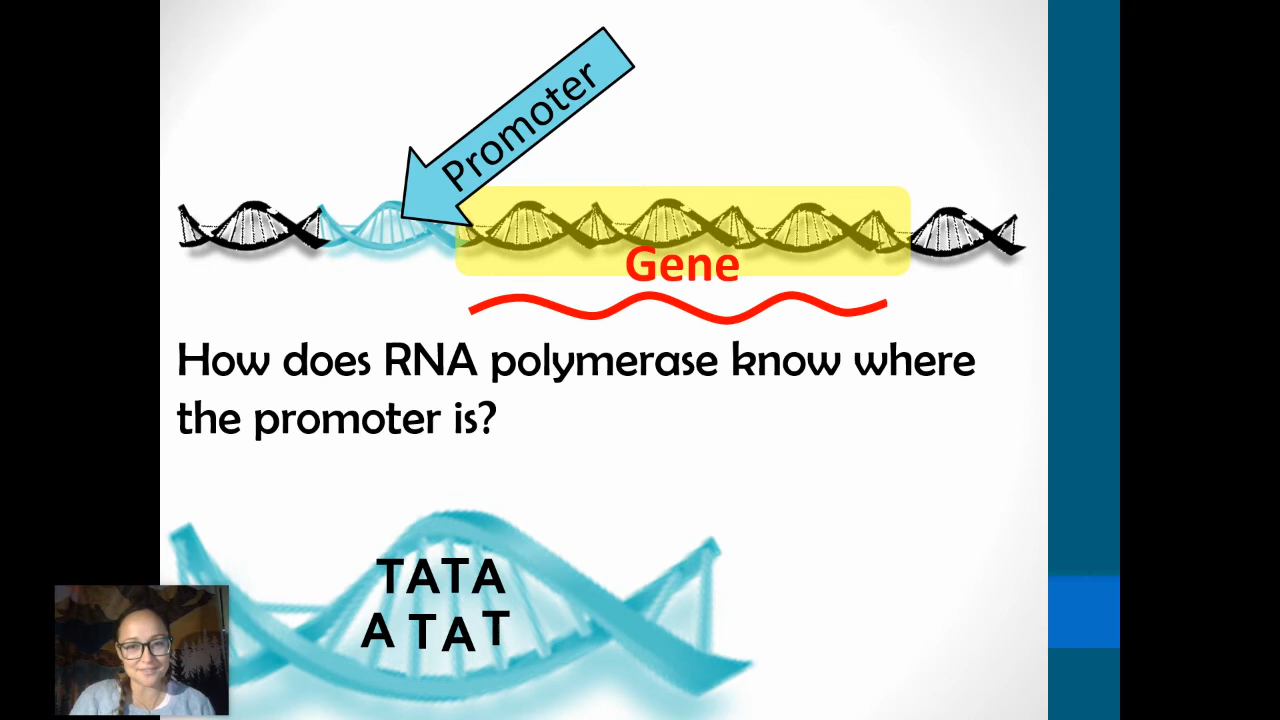 Promoter
Gene
How does RNA polymerase know where
the promoter is?
TATA
ATAT